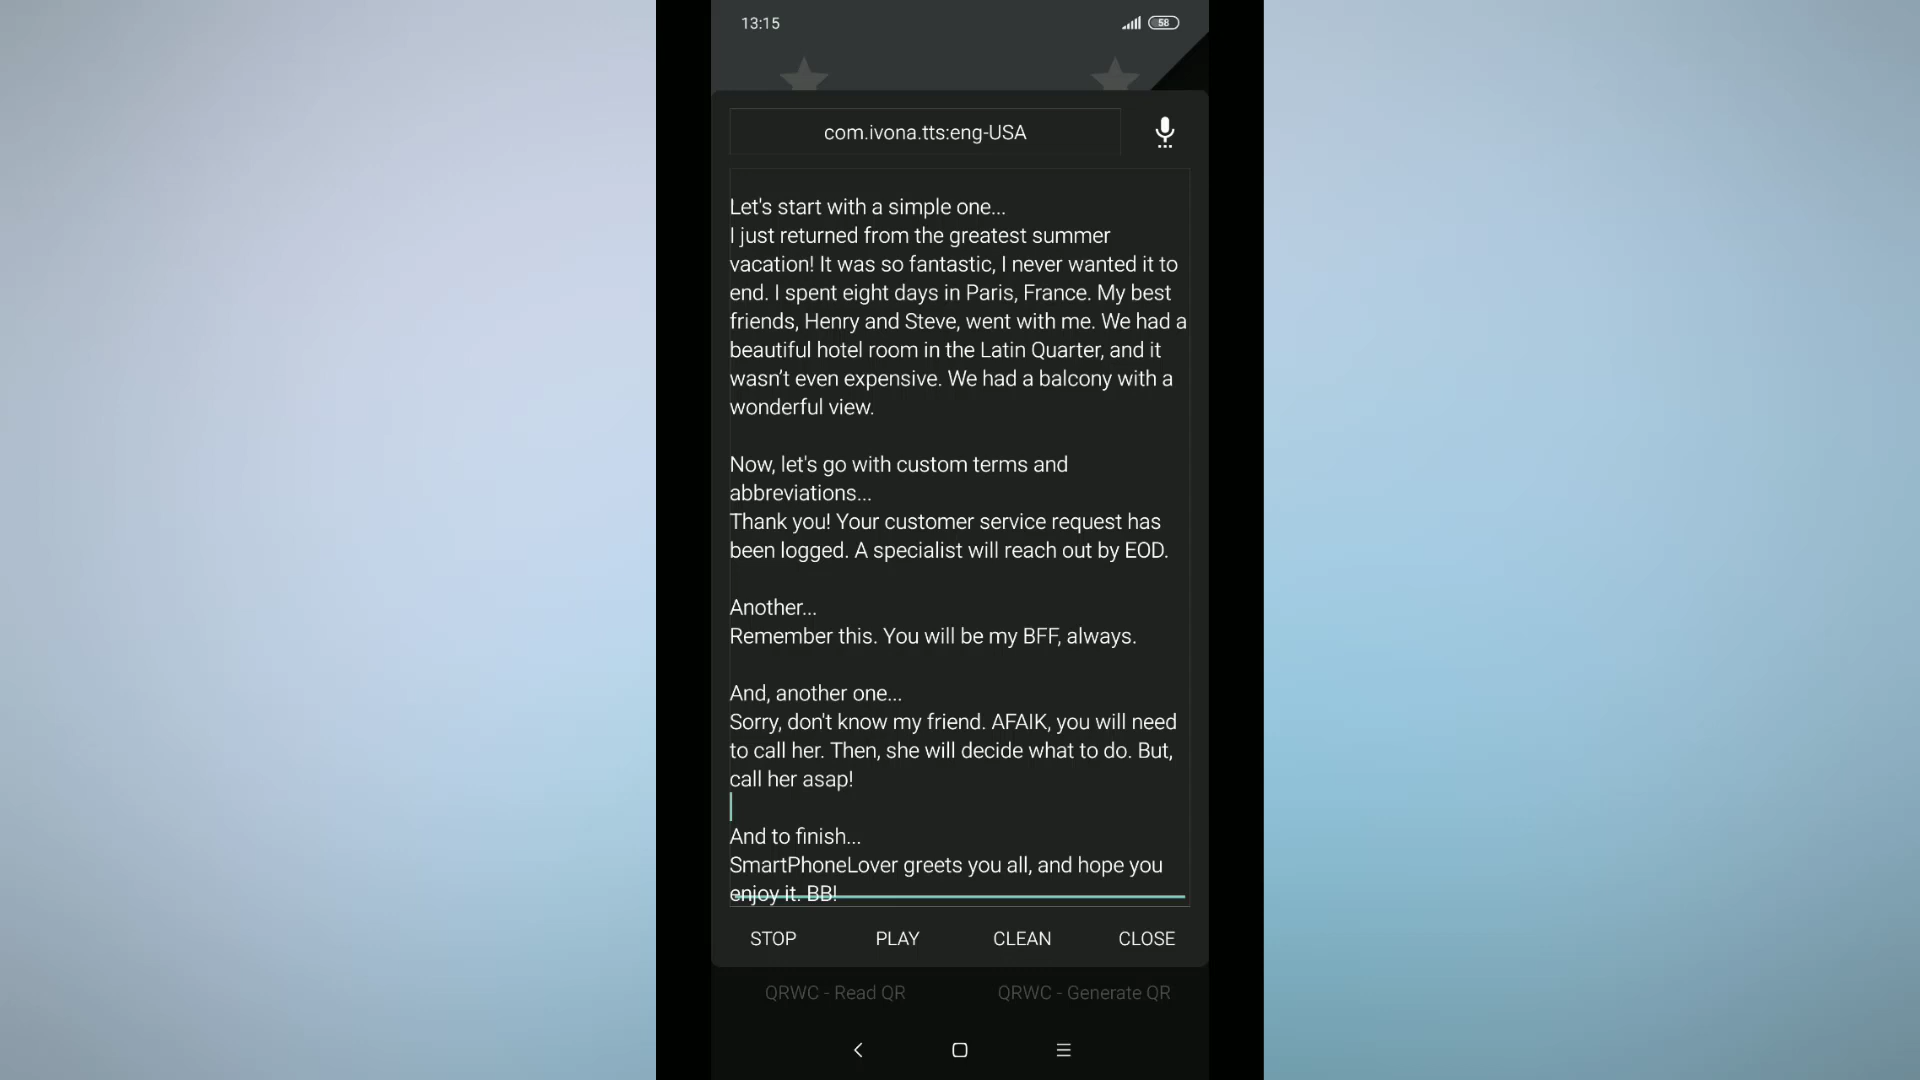 13:15
58
com.ivona.tts:eng-USA
Let's start with a simple one...
I just returned from the greatest summer
vacation! It was so fantastic, I never wanted it to
end. I spent eight days in Paris, France. My best
friends, Henry and Steve, went with me. We had a
beautiful hotel room in the Latin Quarter, and it
wasn’t even expensive. We had a balcony with a
wonderful view.
Now, let's go with custom terms and
abbreviations...
Thank you! Your customer service request has
been logged. A specialist will reach out by EOD.
Another...
Remember this. You will be my BFF, always.
And, another one...
Sorry, don't know my friend. AFAIK, you will need
to call her. Then, she will decide what to do. But,
call her asap!
And to finish...
SmartPhoneLover greets you all, and hope you
enjoy it. BB!
STOP PLAY CLEAN CLOSE
QRWC - Read QR QRWC - Generate QR